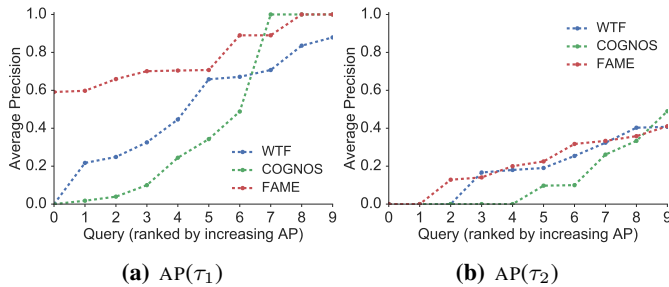 1.0
0.8
0.6
0.4
0.2
0.0
Average Precision
0 1 2 3 4 5 6 7 8 9
Query (ranked by increasing AP)
WTF
COGNOS
FAME
(a) AP(τ₁)
1.0
0.8
0.6
0.4
0.2
0.0
Average Precision
0 1 2 3 4 5 6 7 8 9
Query (ranked by increasing AP)
WTF
COGNOS
FAME
(b) AP(τ₂)